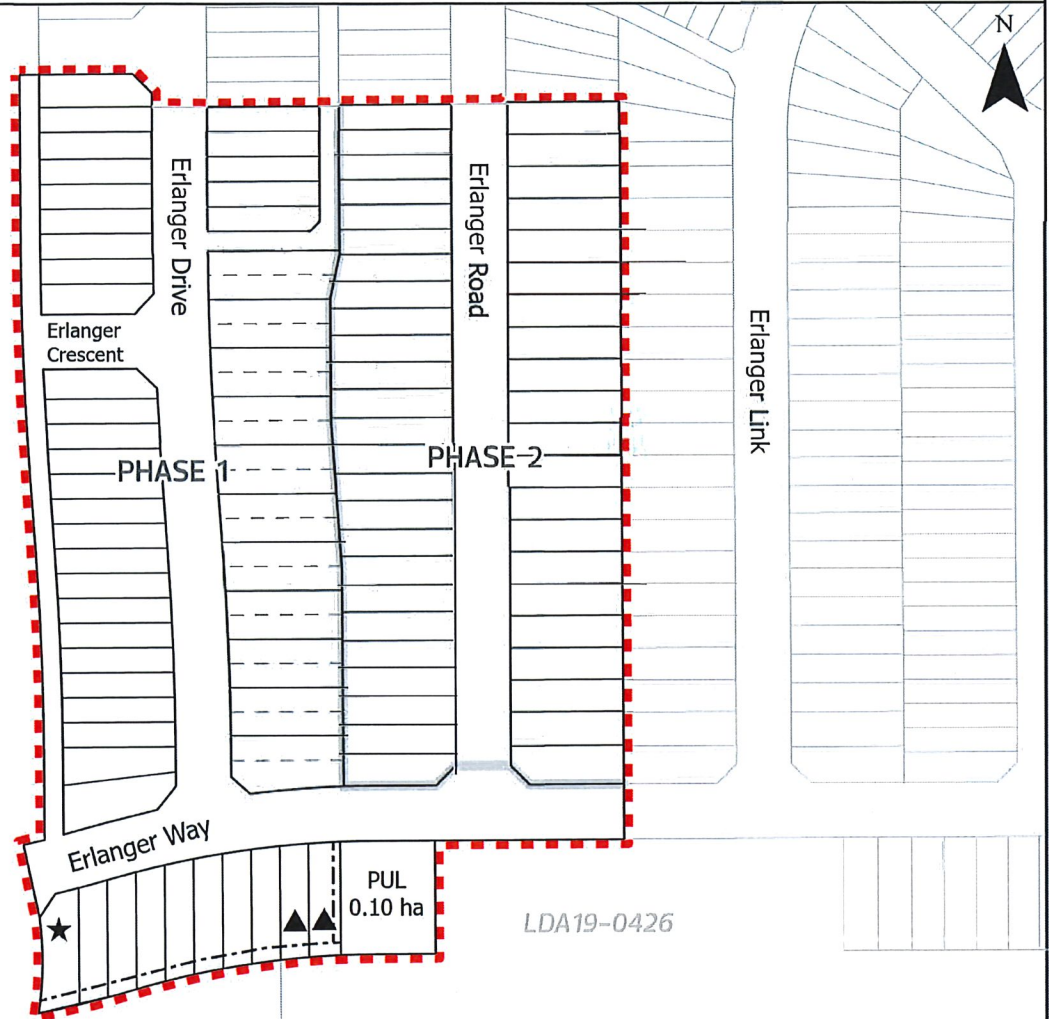 N
Erlanger Drive
Erlanger Road
Erlanger
Crescent
Erlanger Link
PHASE 1
PHASE 2
Erlanger Way
PUL
0.10 ha
LDA19-0426